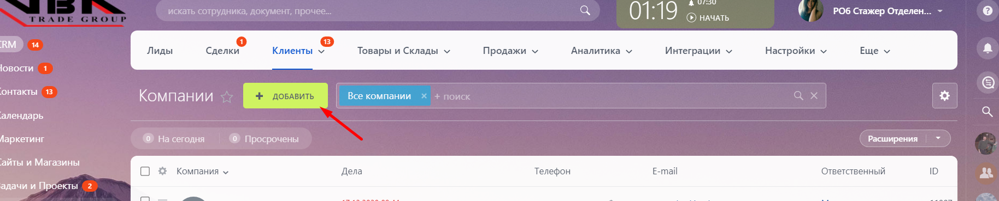 VBK
TRADE GROUP
искать сотрудника, документ, прочее...
01:19
07:30
НАЧАТЬ
РОб Стажер Отделен...
CRM 14
Новости 1
Контакты 13
Календарь
Маркетинг
Сайты и Магазины
Задачи и Проекты 2
Лиды Сделки 1 Клиенты 13 Товары и Склады Продажи Аналитика Интеграции Настройки Еще
Компании + ДОБАВИТЬ Все компании × + поиск
0 На сегодня 0 Просрочены Расширения
Компания Дела Телефон E-mail Ответственный ID